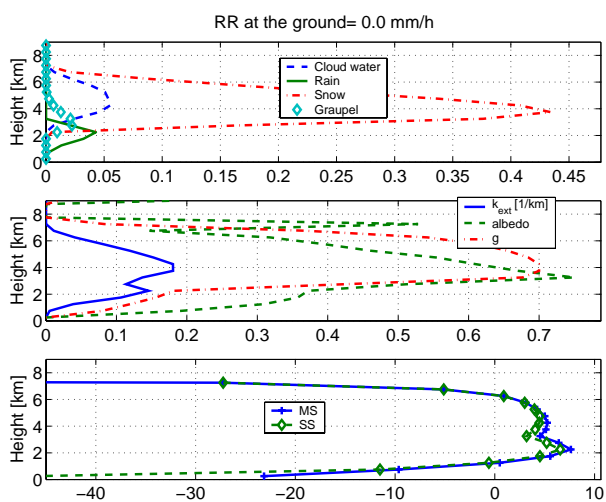 RR at the ground= 0.0 mm/h
Height [km]
8
6
4
2
0
Cloud water
Rain
Snow
Graupel
0 0.05 0.1 0.15 0.2 0.25 0.3 0.35 0.4 0.45
Height [km]
8
6
4
2
0
k_ext [1/km]
albedo
g
0 0.1 0.2 0.3 0.4 0.5 0.6 0.7
Height [km]
8
6
4
2
0
MS
SS
−40 −30 −20 −10 0 10